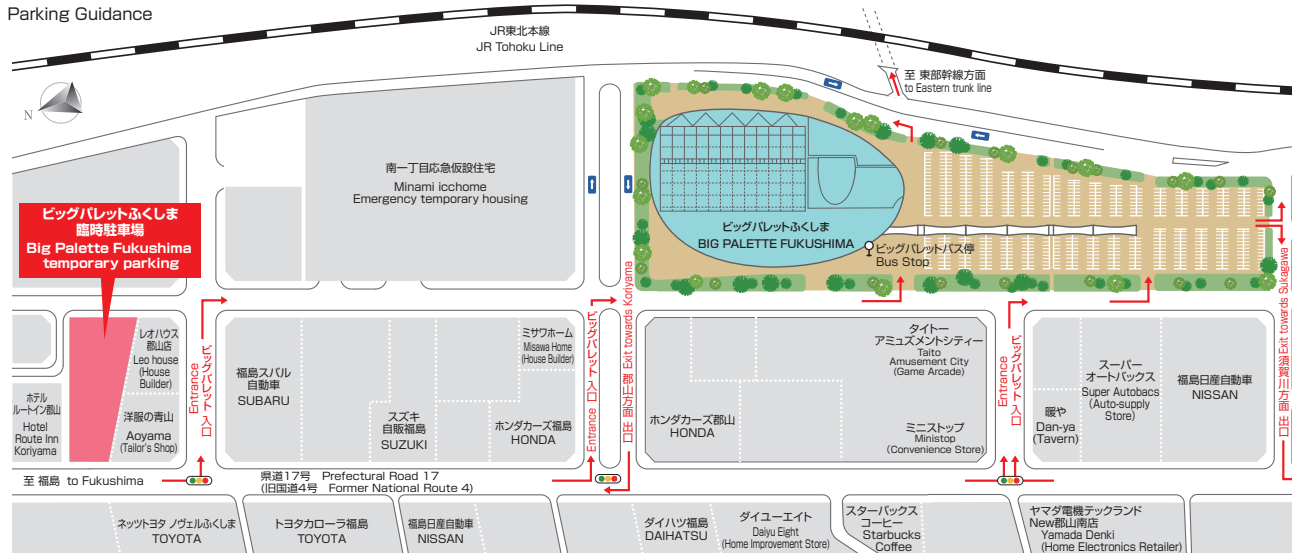 Parking Guidance
JR東北本線
JR Tohoku Line
至 東部幹線方面
to Eastern trunk line
N
南一丁目応急仮設住宅
Minami icchome
Emergency temporary housing
ビッグパレットふくしま
臨時駐車場
Big Palette Fukushima
temporary parking
ビッグパレットふくしま
BIG PALETTE FUKUSHIMA
ビッグパレットバス停
Bus Stop
ホテル
ルートイン郡山
Hotel
Route Inn
Koriyama
レオハウス
郡山店
Leo house
(House
Builder)
洋服の青山
Aoyama
(Tailor's Shop)
Entrance
ビッグパレット 入口
福島スバル
自動車
SUBARU
スズキ
自販福島
SUZUKI
ミサワホーム
Misawa Home
(House Builder)
ホンダカーズ福島
HONDA
ビッグパレット 入口
Entrance
郡山方面 出口
Exit towards Koriyama
ホンダカーズ郡山
HONDA
タイトー
アミュズメントシティー
Taito
Amusement City
(Game Arcade)
ミニストップ
Ministop
(Convenience Store)
Entrance
ビッグパレット 入口
暖や
Dan-ya
(Tavern)
スーパー
オートバックス
Super Autobacs
(Auto-supply
Store)
福島日産自動車
NISSAN
須賀川方面 出口
Exit towards Sukagawa
至 福島 to Fukushima
県道17号 Prefectural Road 17
(旧国道4号 Former National Route 4)
ネッツトヨタ ノヴェルふくしま
TOYOTA
トヨタカローラ福島
TOYOTA
福島日産自動車
NISSAN
ダイハツ福島
DAIHATSU
ダイユーエイト
Daiyu Eight
(Home Improvement Store)
スターバックス
コーヒー
Starbucks
Coffee
ヤマダ電機テックランド
New郡山南店
Yamada Denki
(Home Electronics Retailer)